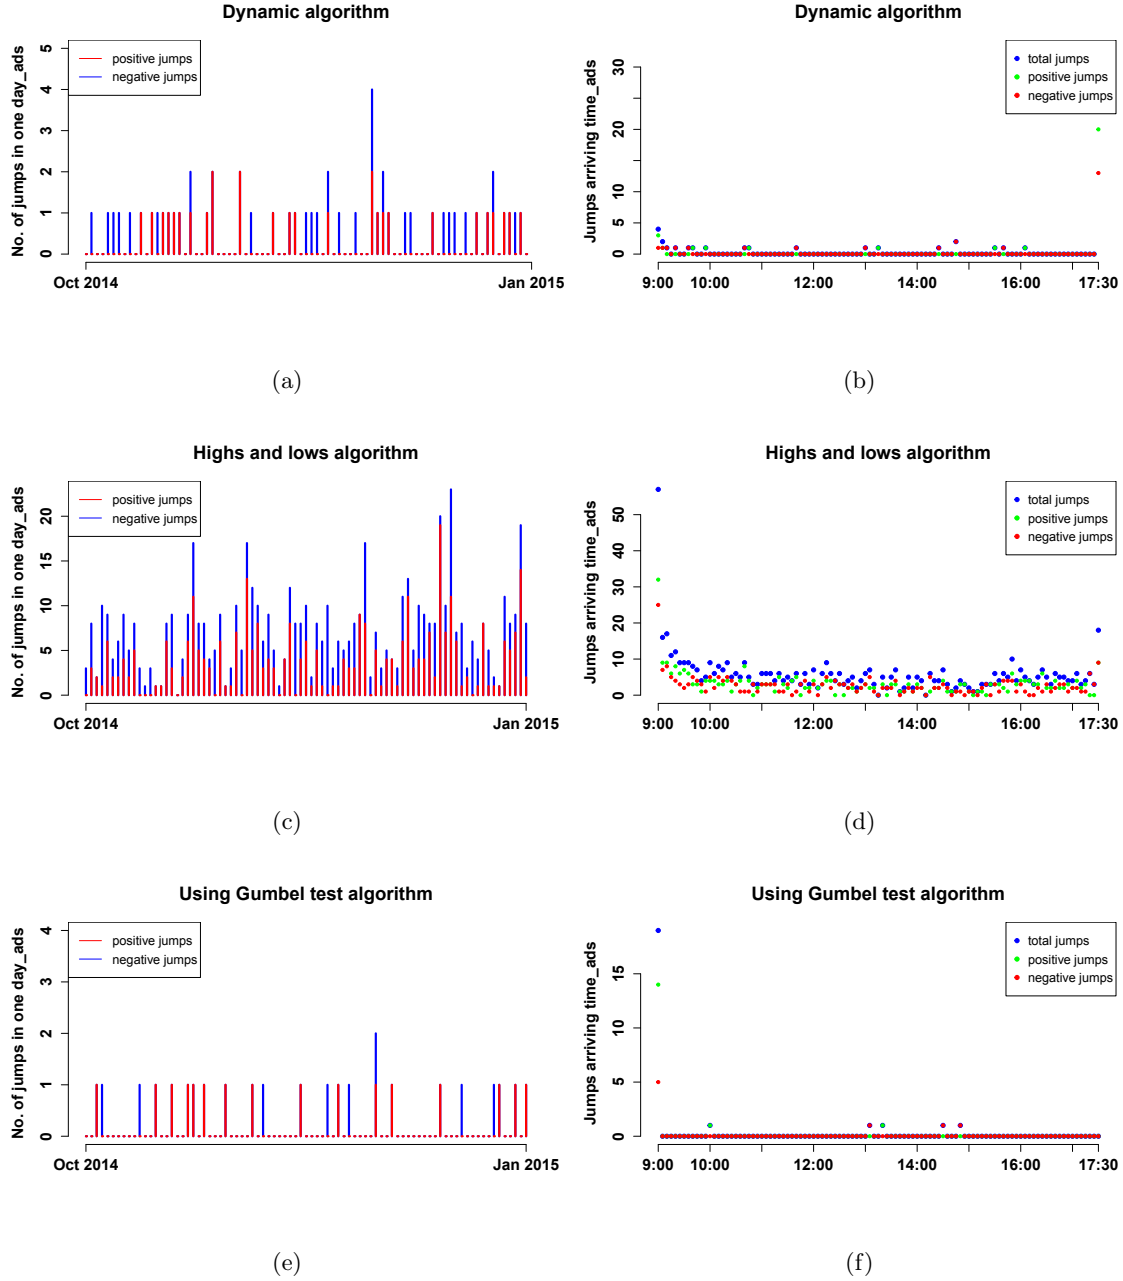 Dynamic algorithm
No. of jumps in one day_ads
5
4
3
2
1
0
positive jumps
negative jumps
Oct 2014
Jan 2015
(a)
Dynamic algorithm
Jumps arriving time_ads
30
20
10
0
total jumps
positive jumps
negative jumps
9:00 10:00 12:00 14:00 16:00 17:30
(b)
Highs and lows algorithm
No. of jumps in one day_ads
20
15
10
5
0
positive jumps
negative jumps
Oct 2014
Jan 2015
(c)
Highs and lows algorithm
Jumps arriving time_ads
50
40
30
20
10
0
total jumps
positive jumps
negative jumps
9:00 10:00 12:00 14:00 16:00 17:30
(d)
Using Gumbel test algorithm
No. of jumps in one day_ads
4
3
2
1
0
positive jumps
negative jumps
Oct 2014
Jan 2015
(e)
Using Gumbel test algorithm
Jumps arriving time_ads
15
10
5
0
total jumps
positive jumps
negative jumps
9:00 10:00 12:00 14:00 16:00 17:30
(f)